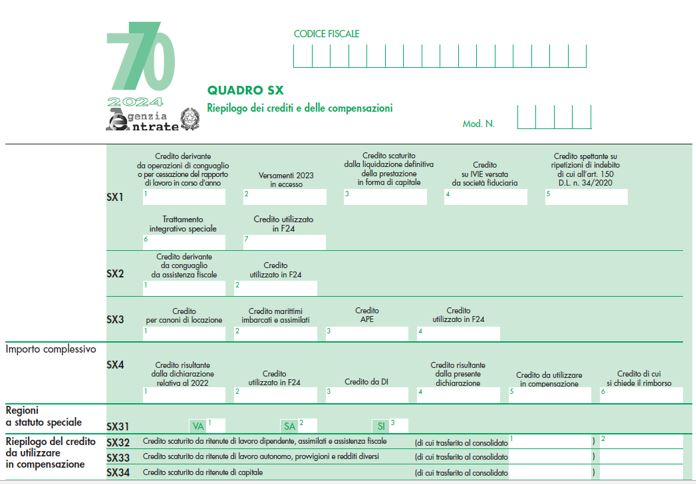 770
2024
Agenzia
Entrate
CODICE FISCALE
QUADRO SX
Riepilogo dei crediti e delle compensazioni
Mod. N.
SX1
Credito derivante
da operazioni di conguaglio
o per cessazione del rapporto
di lavoro in corso d'anno
1
Versamenti 2023
in eccesso
2
Credito scaturito
dalla liquidazione definitiva
della prestazione
in forma di capitale
3
Credito
su IVIE versata
da società fiduciaria
4
Credito spettante su
ripetizioni di indebito
di cui all'art. 150
D.L. n. 34/2020
5
Trattamento
integrativo speciale
6
Credito utilizzato
in F24
7
SX2
Credito derivante
da conguaglio
da assistenza fiscale
1
Credito
utilizzato in F24
2
SX3
Credito
per canoni di locazione
1
Credito marittimi
imbarcati e assimilati
2
Credito
APE
3
Credito
utilizzato in F24
4
Importo complessivo
SX4
Credito risultante
dalla dichiarazione
relativa al 2022
1
Credito
utilizzato in F24
2
Credito da DI
3
Credito risultante
dalla presente
dichiarazione
4
Credito da utilizzare
in compensazione
5
Credito di cui
si chiede il rimborso
6
Regioni
a statuto speciale
SX31 VA 1 SA 2 SI 3
Riepilogo del credito
da utilizzare
in compensazione
SX32 Credito scaturito da ritenute di lavoro dipendente, assimilati e assistenza fiscale (di cui trasferito al consolidato 1 ) 2
SX33 Credito scaturito da ritenute di lavoro autonomo, provvigioni e redditi diversi (di cui trasferito al consolidato )
SX34 Credito scaturito da ritenute di capitale (di cui trasferito al consolidato )